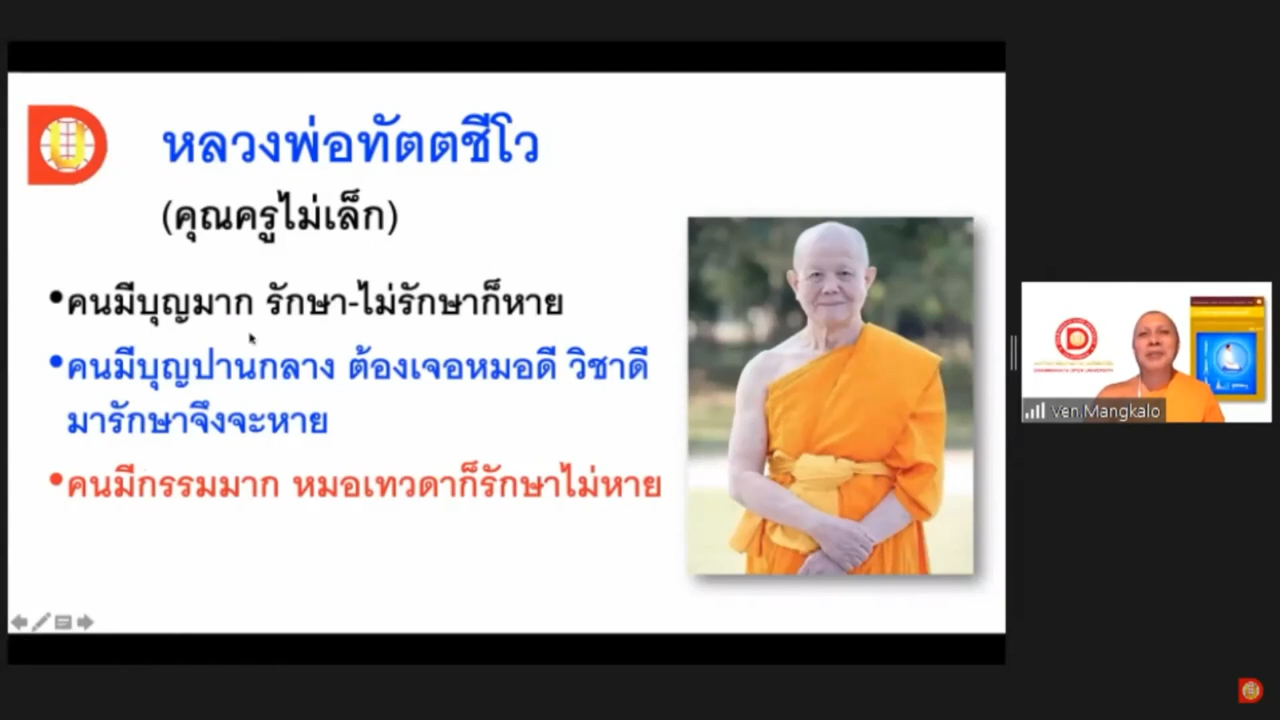 หลวงพ่อทัตตชีโว
(คุณครูไม่เล็ก)
•คนมีบุญมาก รักษา-ไม่รักษาก็หาย
•คนมีบุญปานกลาง ต้องเจอหมอดี วิชาดี
มารักษาจึงจะหาย
•คนมีกรรมมาก หมอเทวดาก็รักษาไม่หาย
Ven.Mangkalo